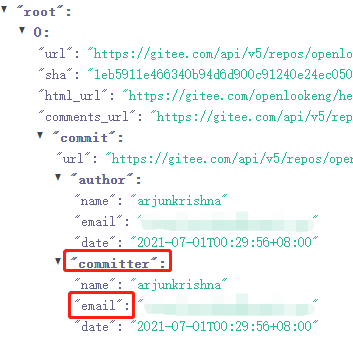 "root":
0:
"url": "https://gitee.com/api/v5/repos/openloo
"sha": "1eb5911e466340b94d6d900c91240e24ec050
"html_url": "https://gitee.com/openlookeng/he
"comments_url": "https://gitee.com/api/v5/rep
"commit":
"url": "https://gitee.com/api/v5/repos/ope
"author":
"name": "arjunkrishna"
"email": "
"date": "2021-07-01T00:29:56+08:00"
"committer":
"name": "arjunkrishna"
"email": "
"date": "2021-07-01T00:29:56+08:00"